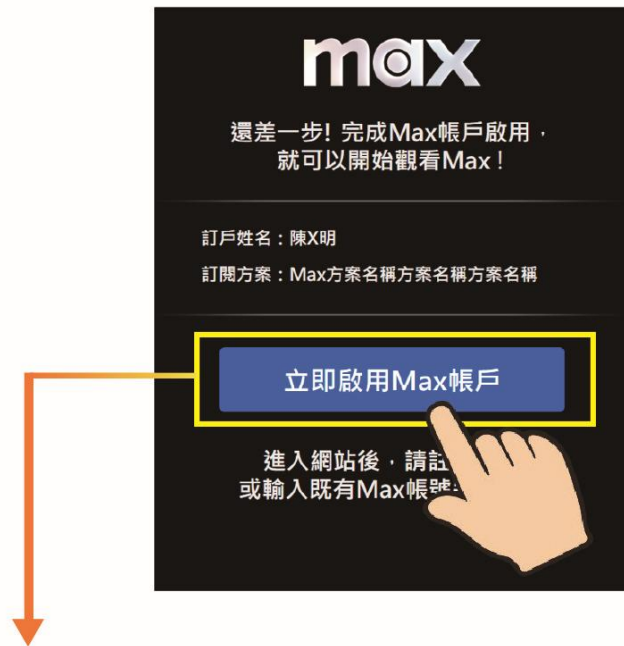 max
還差一步! 完成Max帳戶啟用，
就可以開始觀看Max！
訂戶姓名：陳X明
訂閱方案：Max方案名稱方案名稱方案名稱
立即啟用Max帳戶
進入網站後，請註
或輸入既有Max帳號